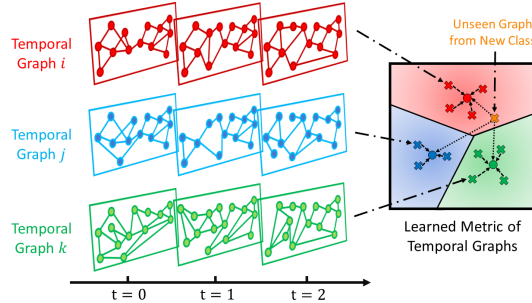 Temporal
Graph i
Temporal
Graph j
Temporal
Graph k
t = 0
t = 1
t = 2
Unseen Graph
from New Class
Learned Metric of
Temporal Graphs